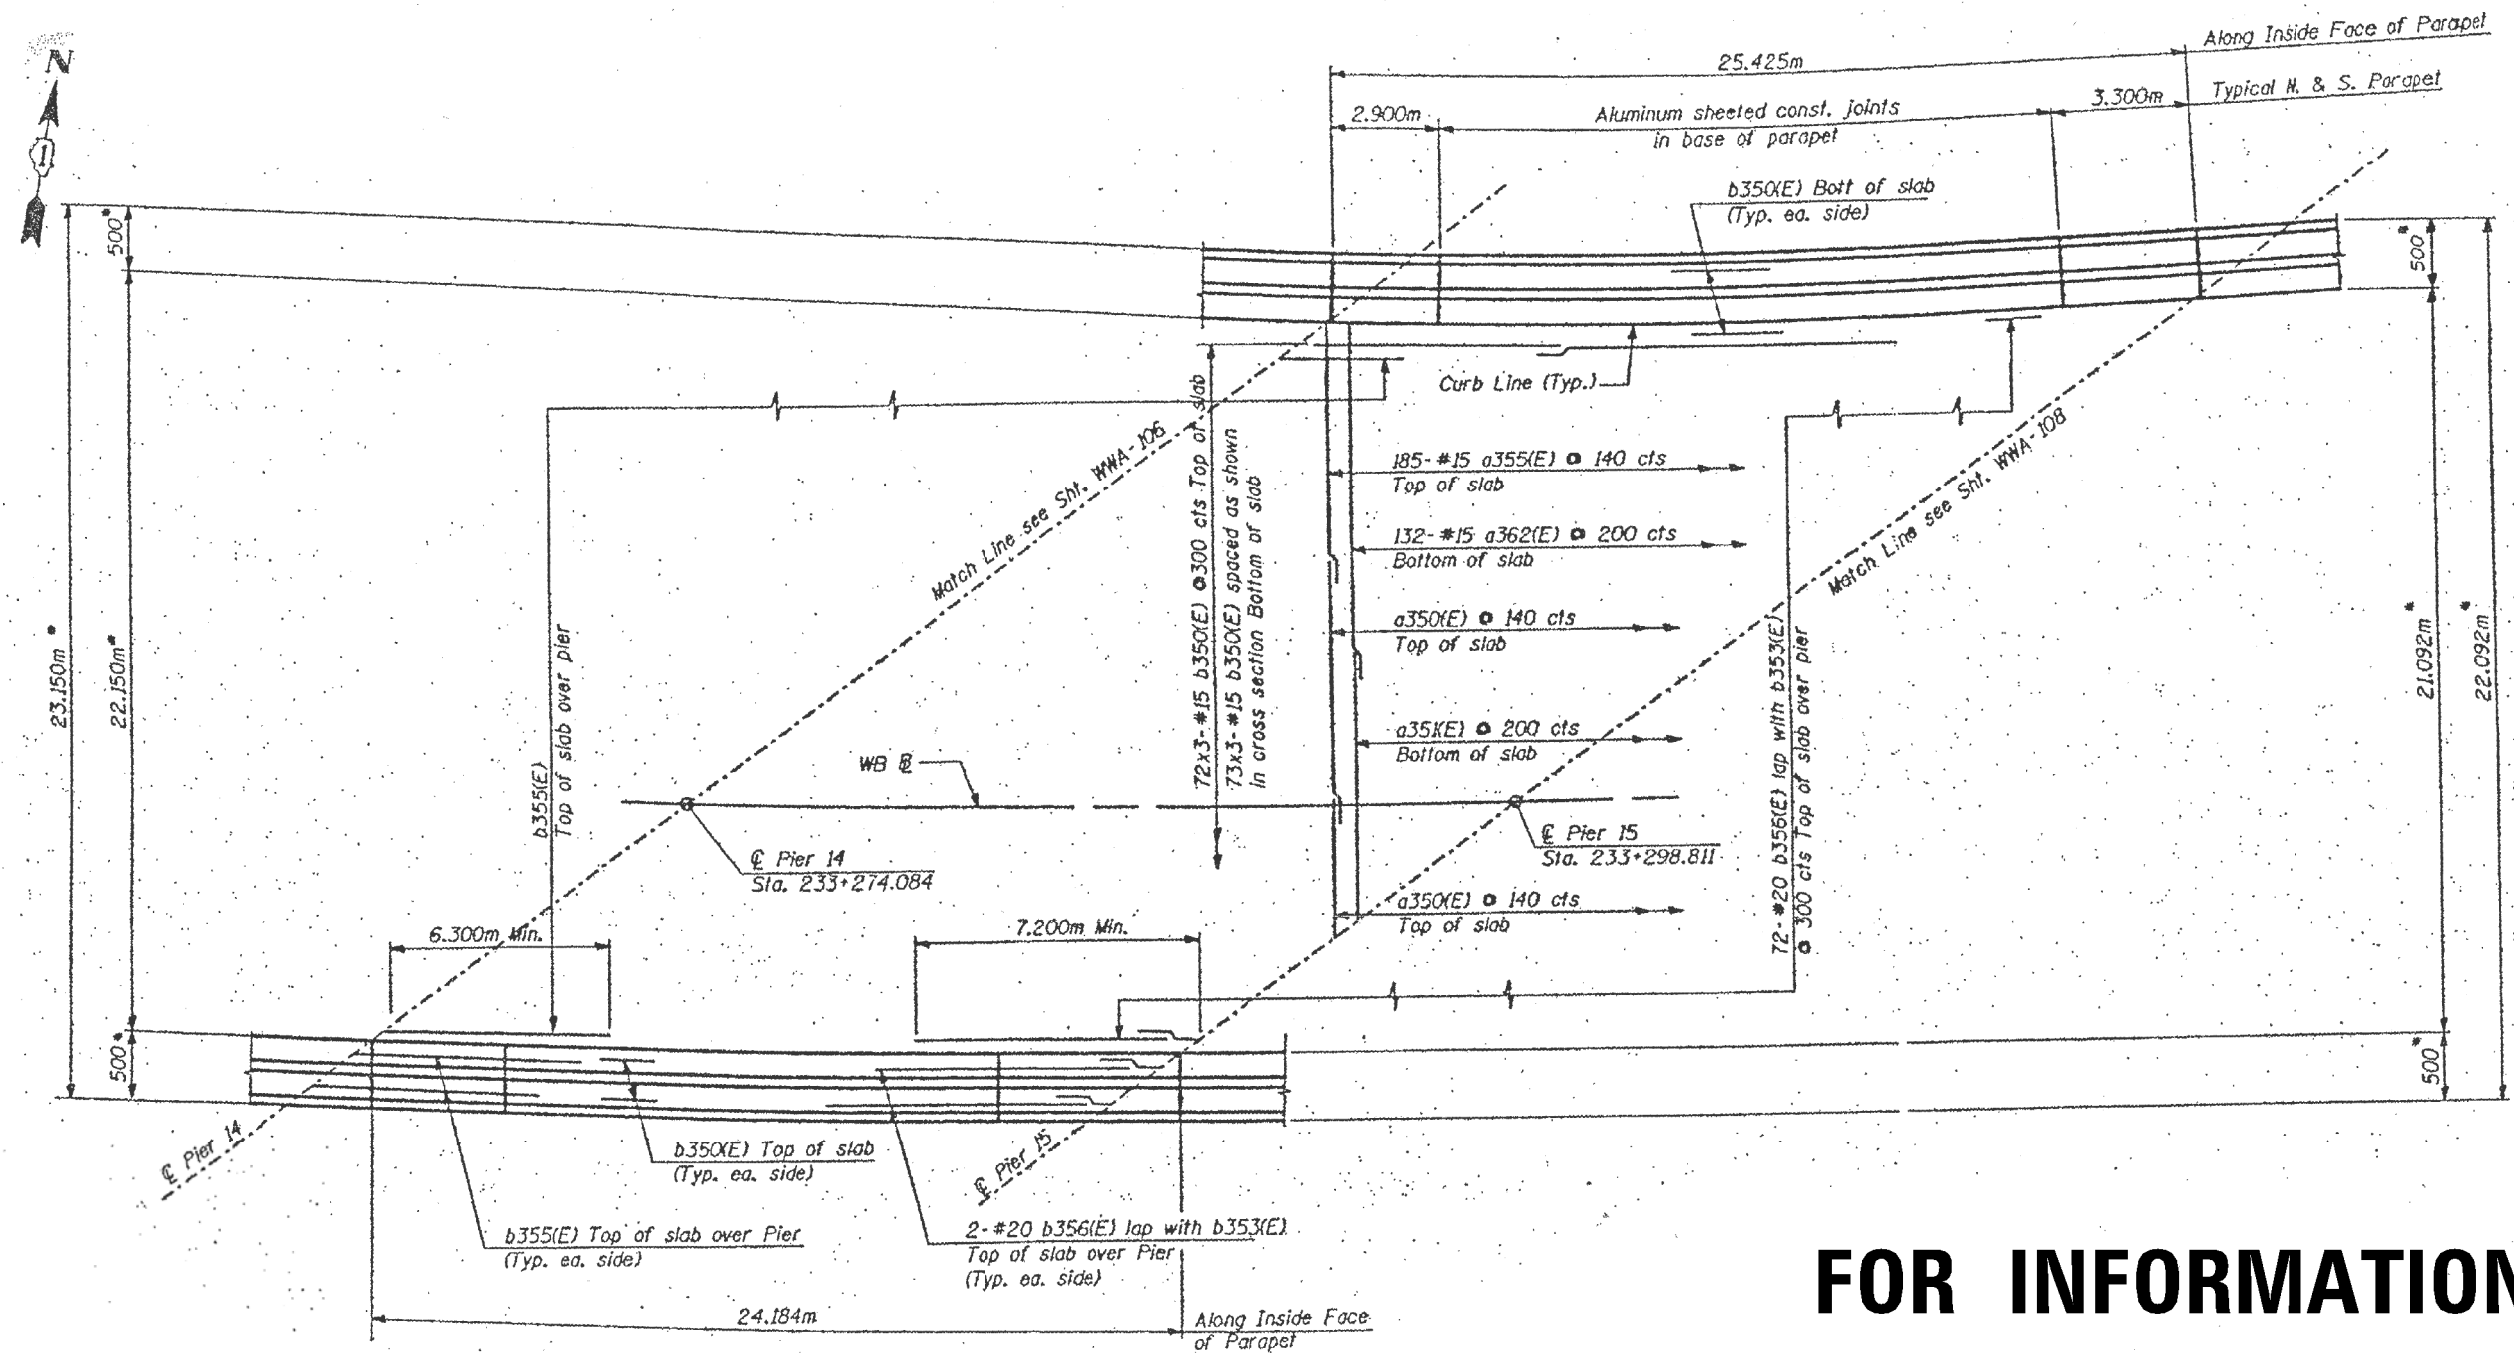 N
1
Along Inside Face of Parapet
25.425m
Typical N. & S. Parapet
3.300m
2.900m
Aluminum sheeted const. joints
in base of parapet
b350(E) Bott of slab
(Typ. ea. side)
500*
500*
Curb Line (Typ.)
Match Line see Sht. WWA-106
72x3-#15 b350(E) @ 300 cts Top of slab
73x3-#15 b350(E) spaced as shown
in cross section Bottom of slab
185-#15 a355(E) @ 140 cts
Top of slab
132-#15 a362(E) @ 200 cts
Bottom of slab
a350(E) @ 140 cts
Top of slab
a351(E) @ 200 cts
Bottom of slab
a350(E) @ 140 cts
Top of slab
Match Line see Sht. WWA-108
72-#20 b356(E) lap with b353(E)
@ 300 cts Top of slab over pier
23.150m*
22.150m*
21.092m*
22.092m*
b355(E)
Top of slab over pier
WB ℄
℄ Pier 14
Sta. 233+274.084
℄ Pier 15
Sta. 233+298.811
6.300m Min.
7.200m Min.
500*
500*
℄ Pier 14
℄ Pier 15
b350(E) Top of slab
(Typ. ea. side)
b355(E) Top of slab over Pier
(Typ. ea. side)
2-#20 b356(E) lap with b353(E)
Top of slab over Pier
(Typ. ea. side)
24.184m
Along Inside Face
of Parapet
FOR INFORMATION